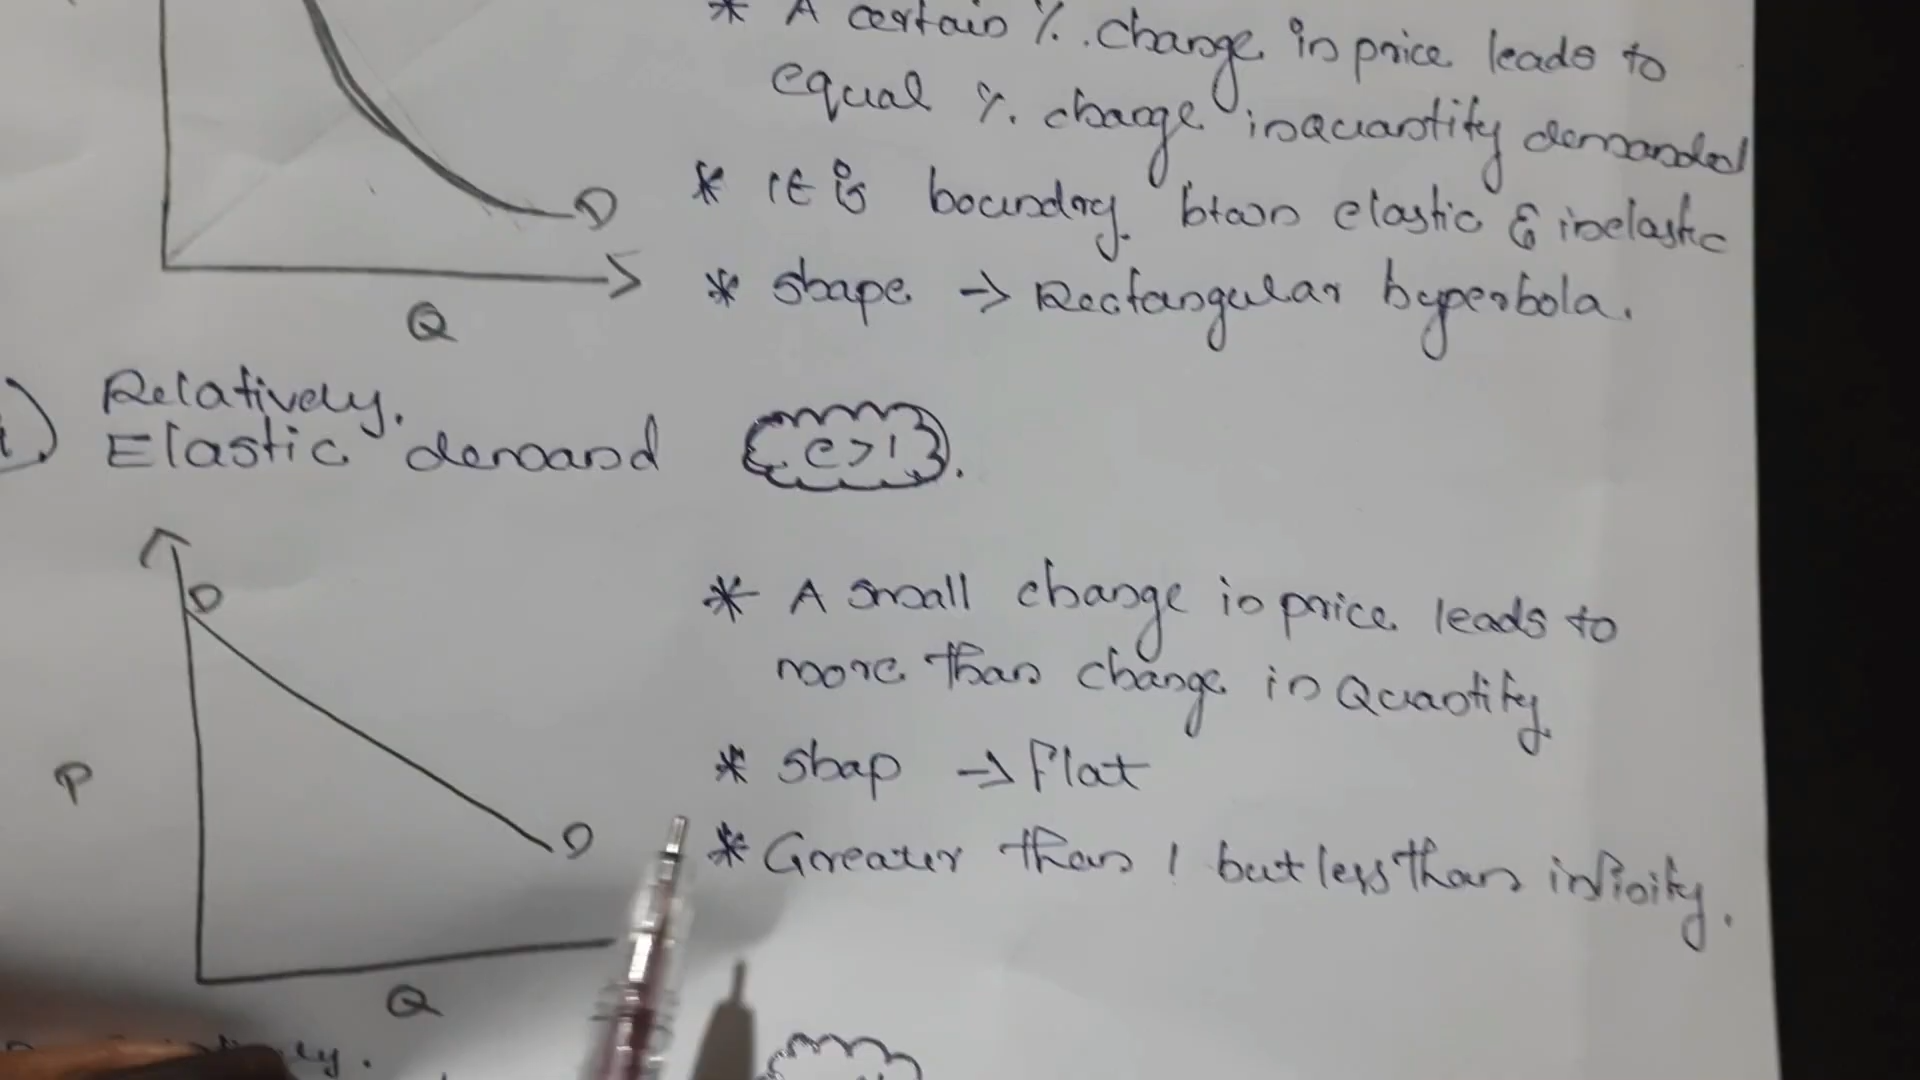 * A certain %. change in price leads to
equal %. change in quantity demanded
* It is boundry btwn elastic & inelastic
* shape -> Rectangular hyperbola.
D
Q
Relatively.
Elastic demand e>1.
D
* A small change in price leads to
more than change in Quantity
P
* shap -> Flat
D
* Greater than 1 but less than infinity.
Q